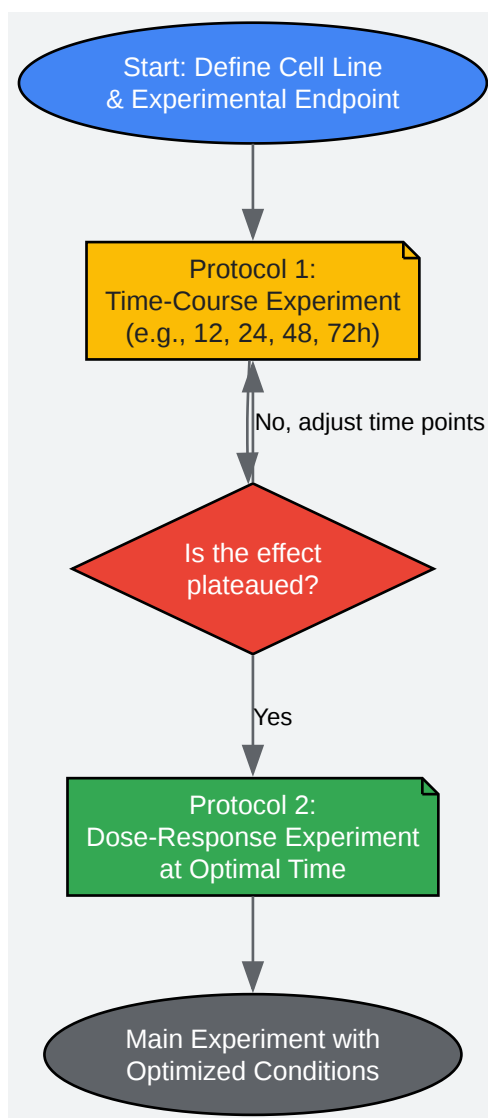 Start: Define Cell Line
& Experimental Endpoint
Protocol 1:
Time-Course Experiment
(e.g., 12, 24, 48, 72h)
No, adjust time points
Is the effect
plateaued?
Yes
Protocol 2:
Dose-Response Experiment
at Optimal Time
Main Experiment with
Optimized Conditions